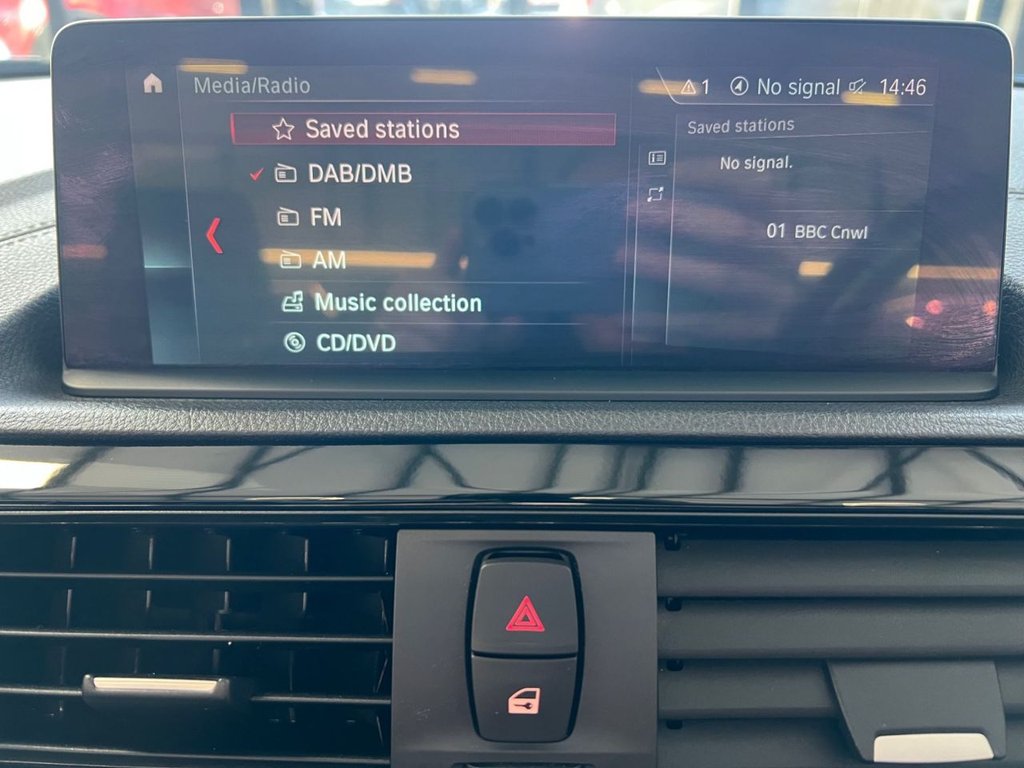 Media/Radio
1 No signal 14:46
Saved stations
DAB/DMB
FM
AM
Music collection
CD/DVD
Saved stations
No signal.
01 BBC Cnwl